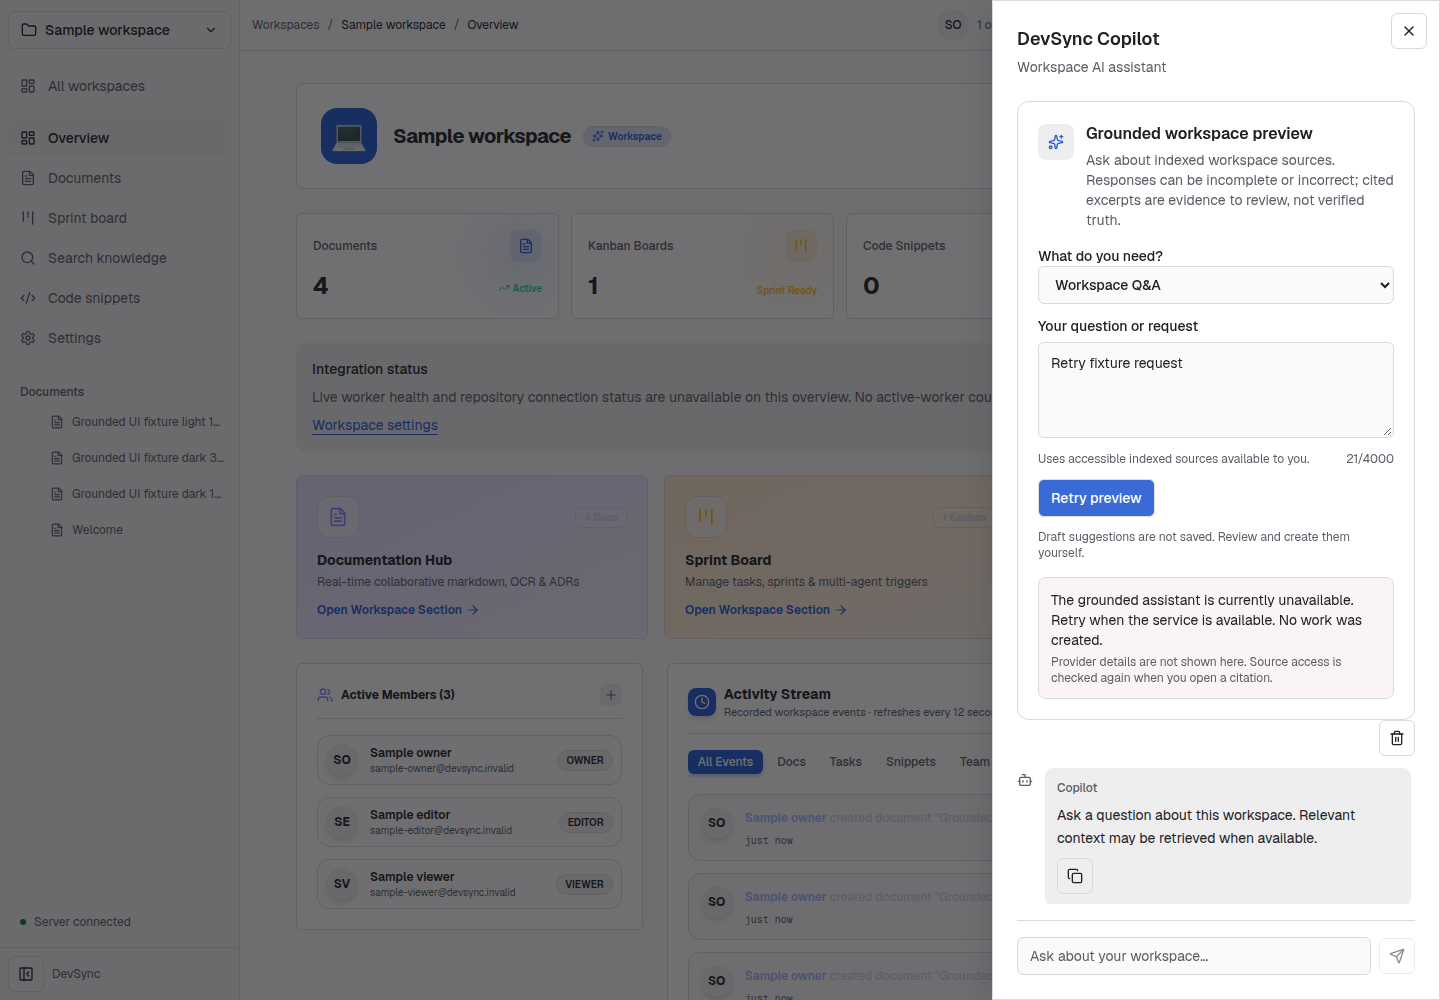 Sample workspace
All workspaces
Overview
Documents
Sprint board
Search knowledge
Code snippets
Settings
Documents
Grounded UI fixture light 1...
Grounded UI fixture dark 3...
Grounded UI fixture dark 1...
Welcome
Server connected
DevSync
Workspaces / Sample workspace / Overview
SO 1 o
Sample workspace Workspace
Documents
4
Active
Kanban Boards
1
Sprint Ready
Code Snippets
0
Integration status
Live worker health and repository connection status are unavailable on this overview. No active-worker cou
Workspace settings
4 Docs
Documentation Hub
Real-time collaborative markdown, OCR & ADRs
Open Workspace Section
1 Kanban
Sprint Board
Manage tasks, sprints & multi-agent triggers
Open Workspace Section
Active Members (3)
SO Sample owner OWNER
sample-owner@devsync.invalid
SE Sample editor EDITOR
sample-editor@devsync.invalid
SV Sample viewer VIEWER
sample-viewer@devsync.invalid
Activity Stream
Recorded workspace events · refreshes every 12 seco
All Events Docs Tasks Snippets Team
SO Sample owner created document "Grounded
just now
SO Sample owner created document "Grounded
just now
SO Sample owner created document "Grounded
just now
DevSync Copilot
Workspace AI assistant
Grounded workspace preview
Ask about indexed workspace sources.
Responses can be incomplete or incorrect; cited
excerpts are evidence to review, not verified
truth.
What do you need?
Workspace Q&A
Your question or request
Retry fixture request
Uses accessible indexed sources available to you. 21/4000
Retry preview
Draft suggestions are not saved. Review and create them
yourself.
The grounded assistant is currently unavailable.
Retry when the service is available. No work was
created.
Provider details are not shown here. Source access is
checked again when you open a citation.
Copilot
Ask a question about this workspace. Relevant
context may be retrieved when available.
Ask about your workspace...